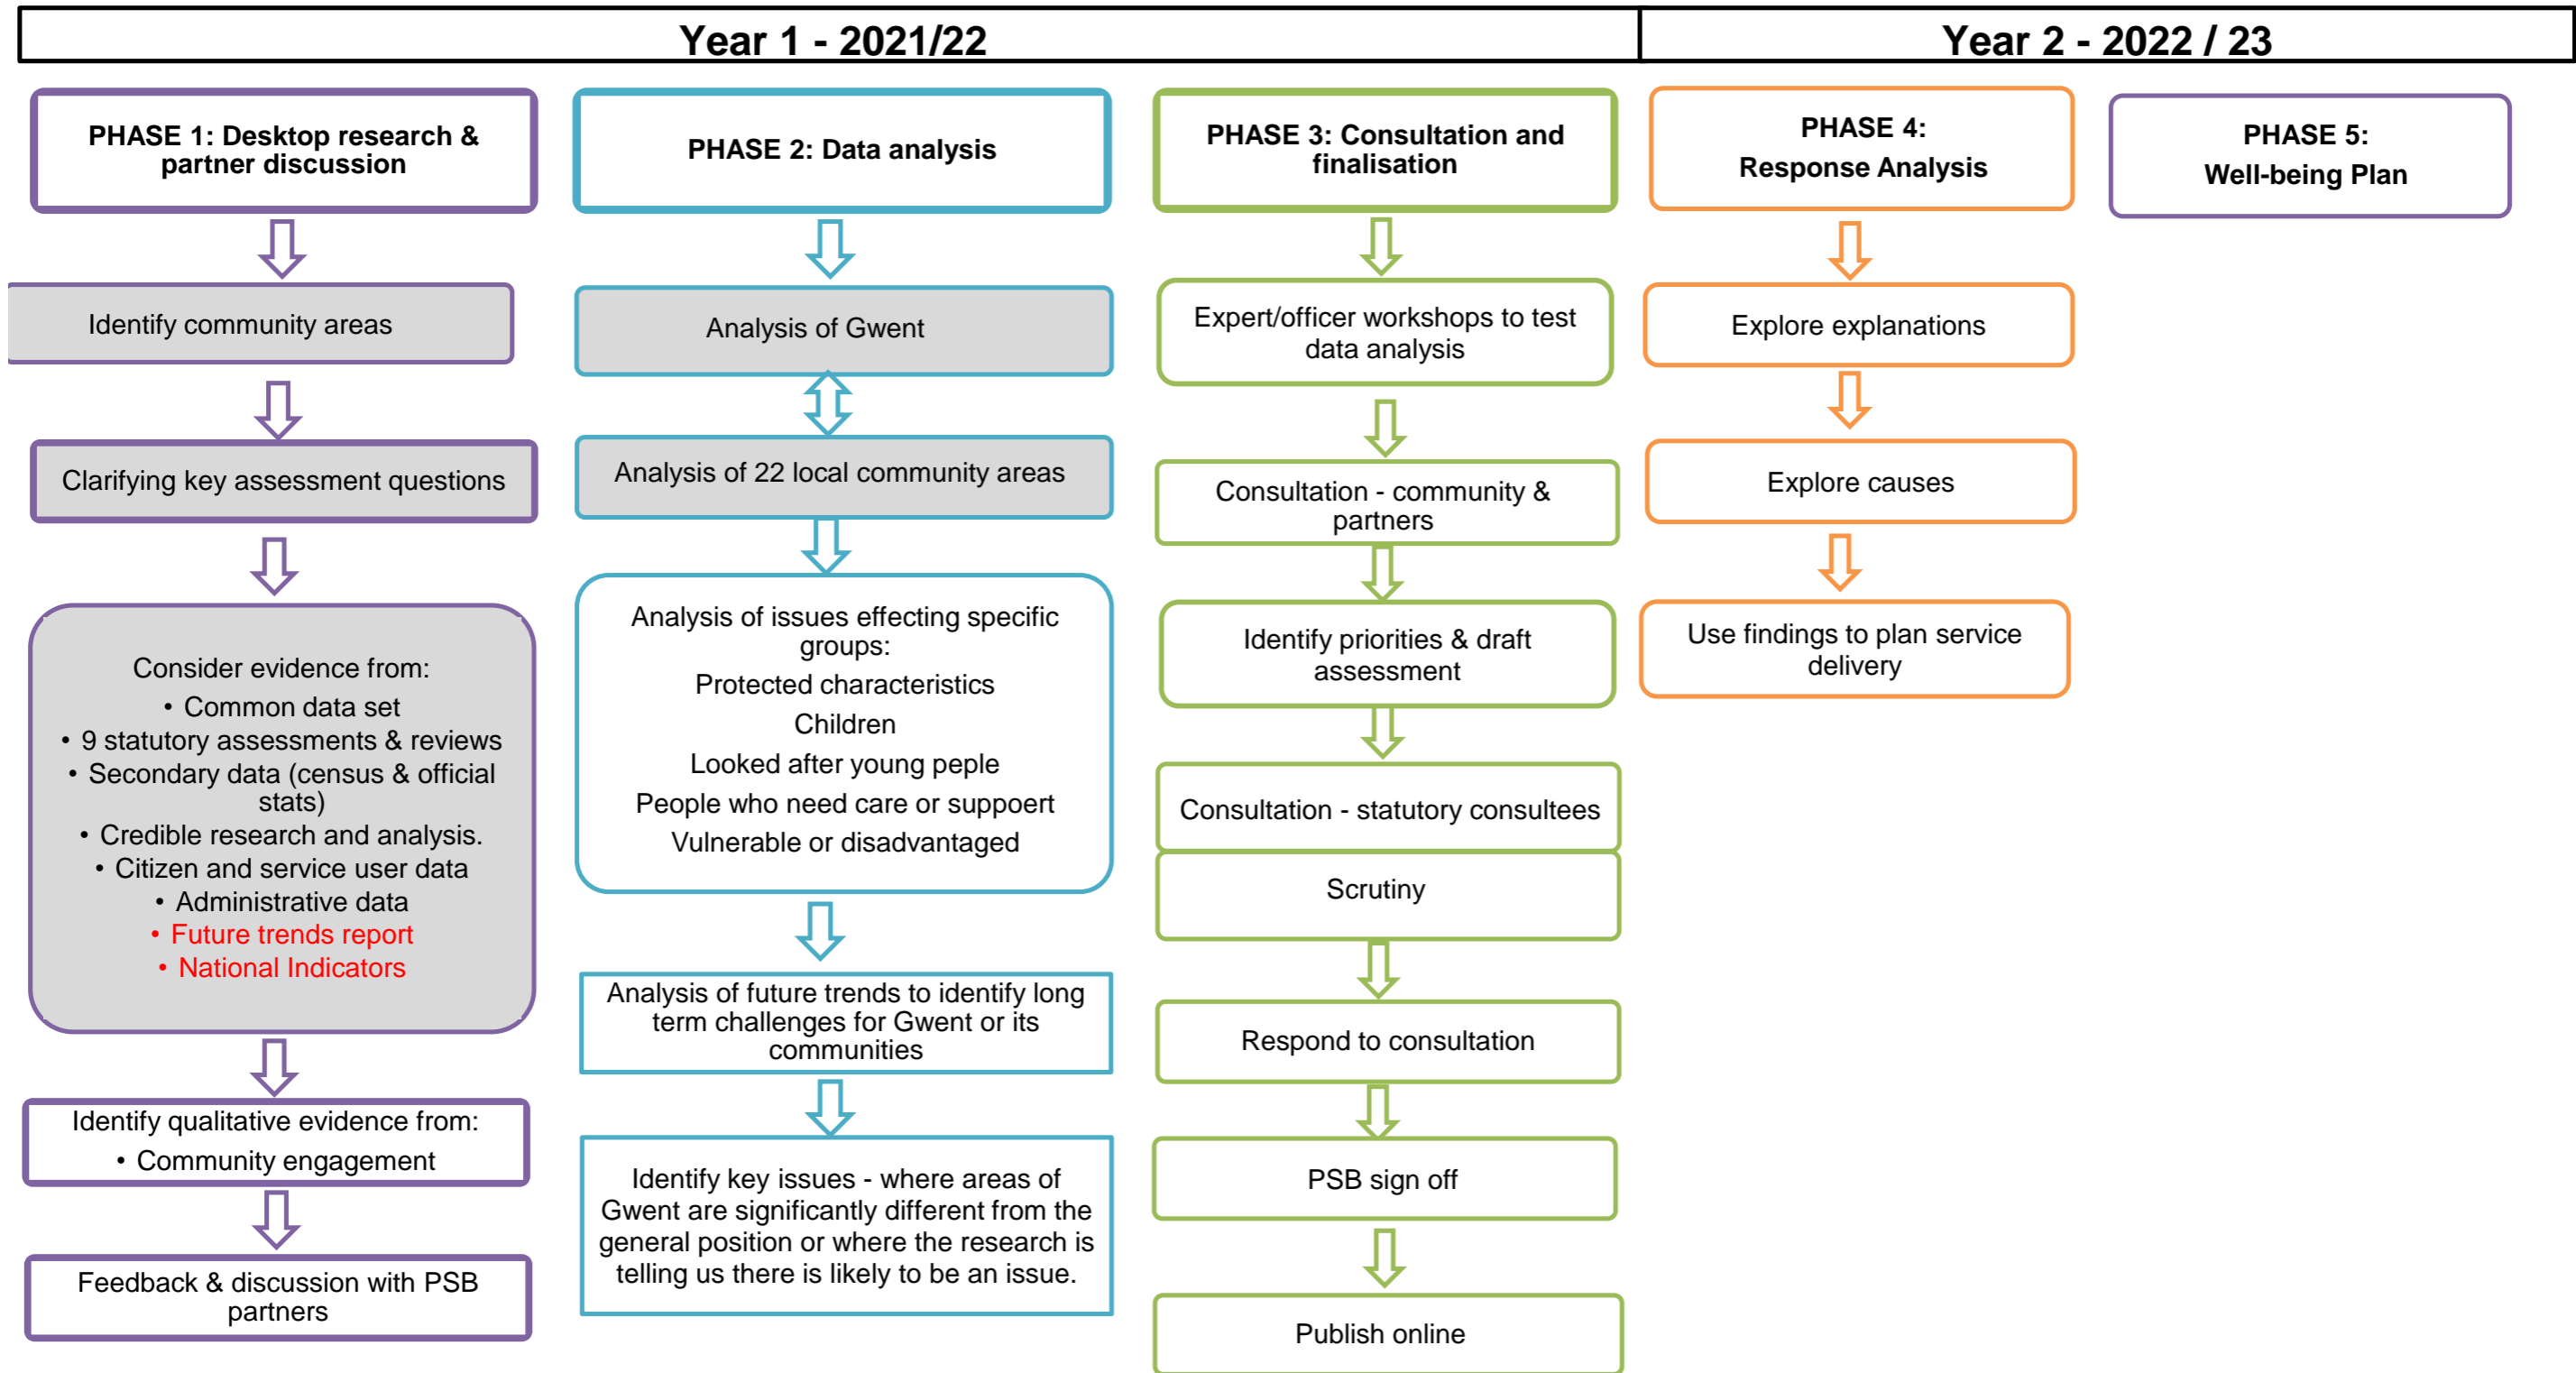 Year 1 - 2021/22
Year 2 - 2022 / 23
PHASE 1: Desktop research &
partner discussion
Identify community areas
Clarifying key assessment questions
Consider evidence from:
• Common data set
• 9 statutory assessments & reviews
• Secondary data (census & official
stats)
• Credible research and analysis.
• Citizen and service user data
• Administrative data
• Future trends report
• National Indicators
Identify qualitative evidence from:
• Community engagement
Feedback & discussion with PSB
partners
PHASE 2: Data analysis
Analysis of Gwent
Analysis of 22 local community areas
Analysis of issues effecting specific
groups:
Protected characteristics
Children
Looked after young peple
People who need care or suppoert
Vulnerable or disadvantaged
Analysis of future trends to identify long
term challenges for Gwent or its
communities
Identify key issues - where areas of
Gwent are significantly different from the
general position or where the research is
telling us there is likely to be an issue.
PHASE 3: Consultation and
finalisation
Expert/officer workshops to test
data analysis
Consultation - community &
partners
Identify priorities & draft
assessment
Consultation - statutory consultees
Scrutiny
Respond to consultation
PSB sign off
Publish online
PHASE 4:
Response Analysis
Explore explanations
Explore causes
Use findings to plan service
delivery
PHASE 5:
Well-being Plan